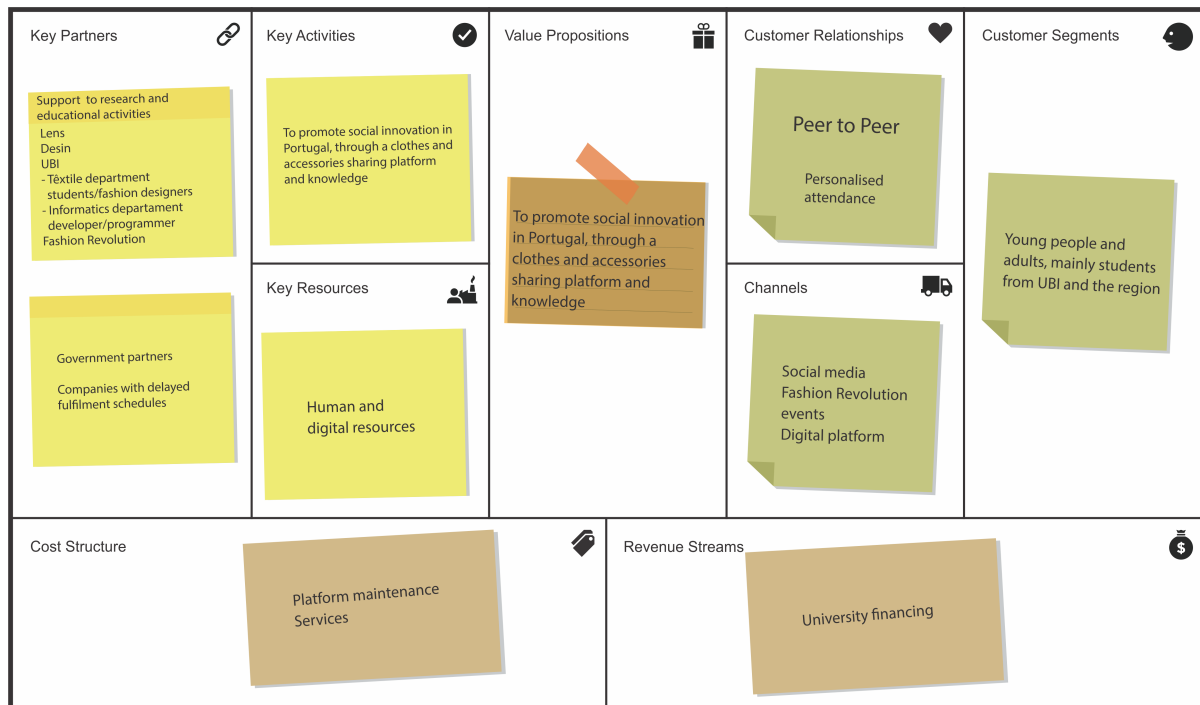 Key Partners
Support to research and
educational activities
Lens
Desin
UBI
- Têxtile department
students/fashion designers
- Informatics departament
developer/programmer
Fashion Revolution
Government partners
Companies with delayed
fulfilment schedules
Key Activities
To promote social innovation in
Portugal, through a clothes and
accessories sharing platform
and knowledge
Key Resources
Human and
digital resources
Value Propositions
To promote social innovation
in Portugal, through a
clothes and accessories
sharing platform and
knowledge
Customer Relationships
Peer to Peer
Personalised
attendance
Channels
Social media
Fashion Revolution
events
Digital platform
Customer Segments
Young people and
adults, mainly students
from UBI and the region
Cost Structure
Platform maintenance
Services
Revenue Streams
$
University financing